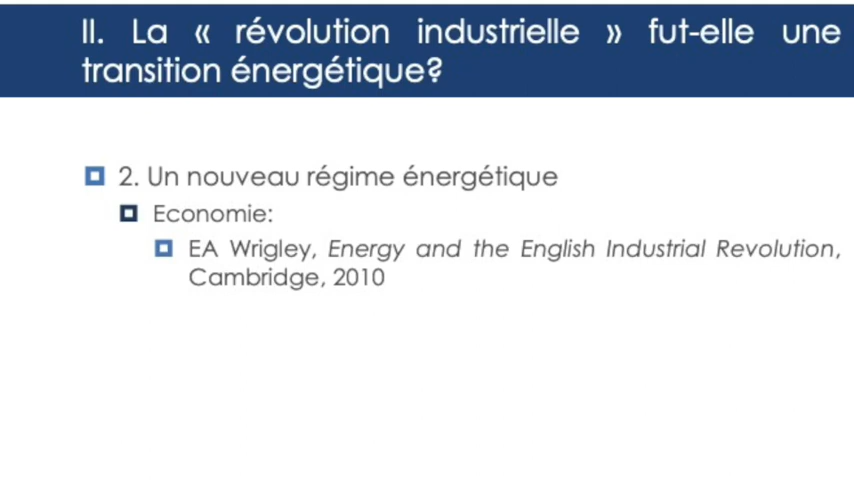 II. La « révolution industrielle » fut-elle une
transition énergétique?
2. Un nouveau régime énergétique
Economie:
EA Wrigley, Energy and the English Industrial Revolution,
Cambridge, 2010